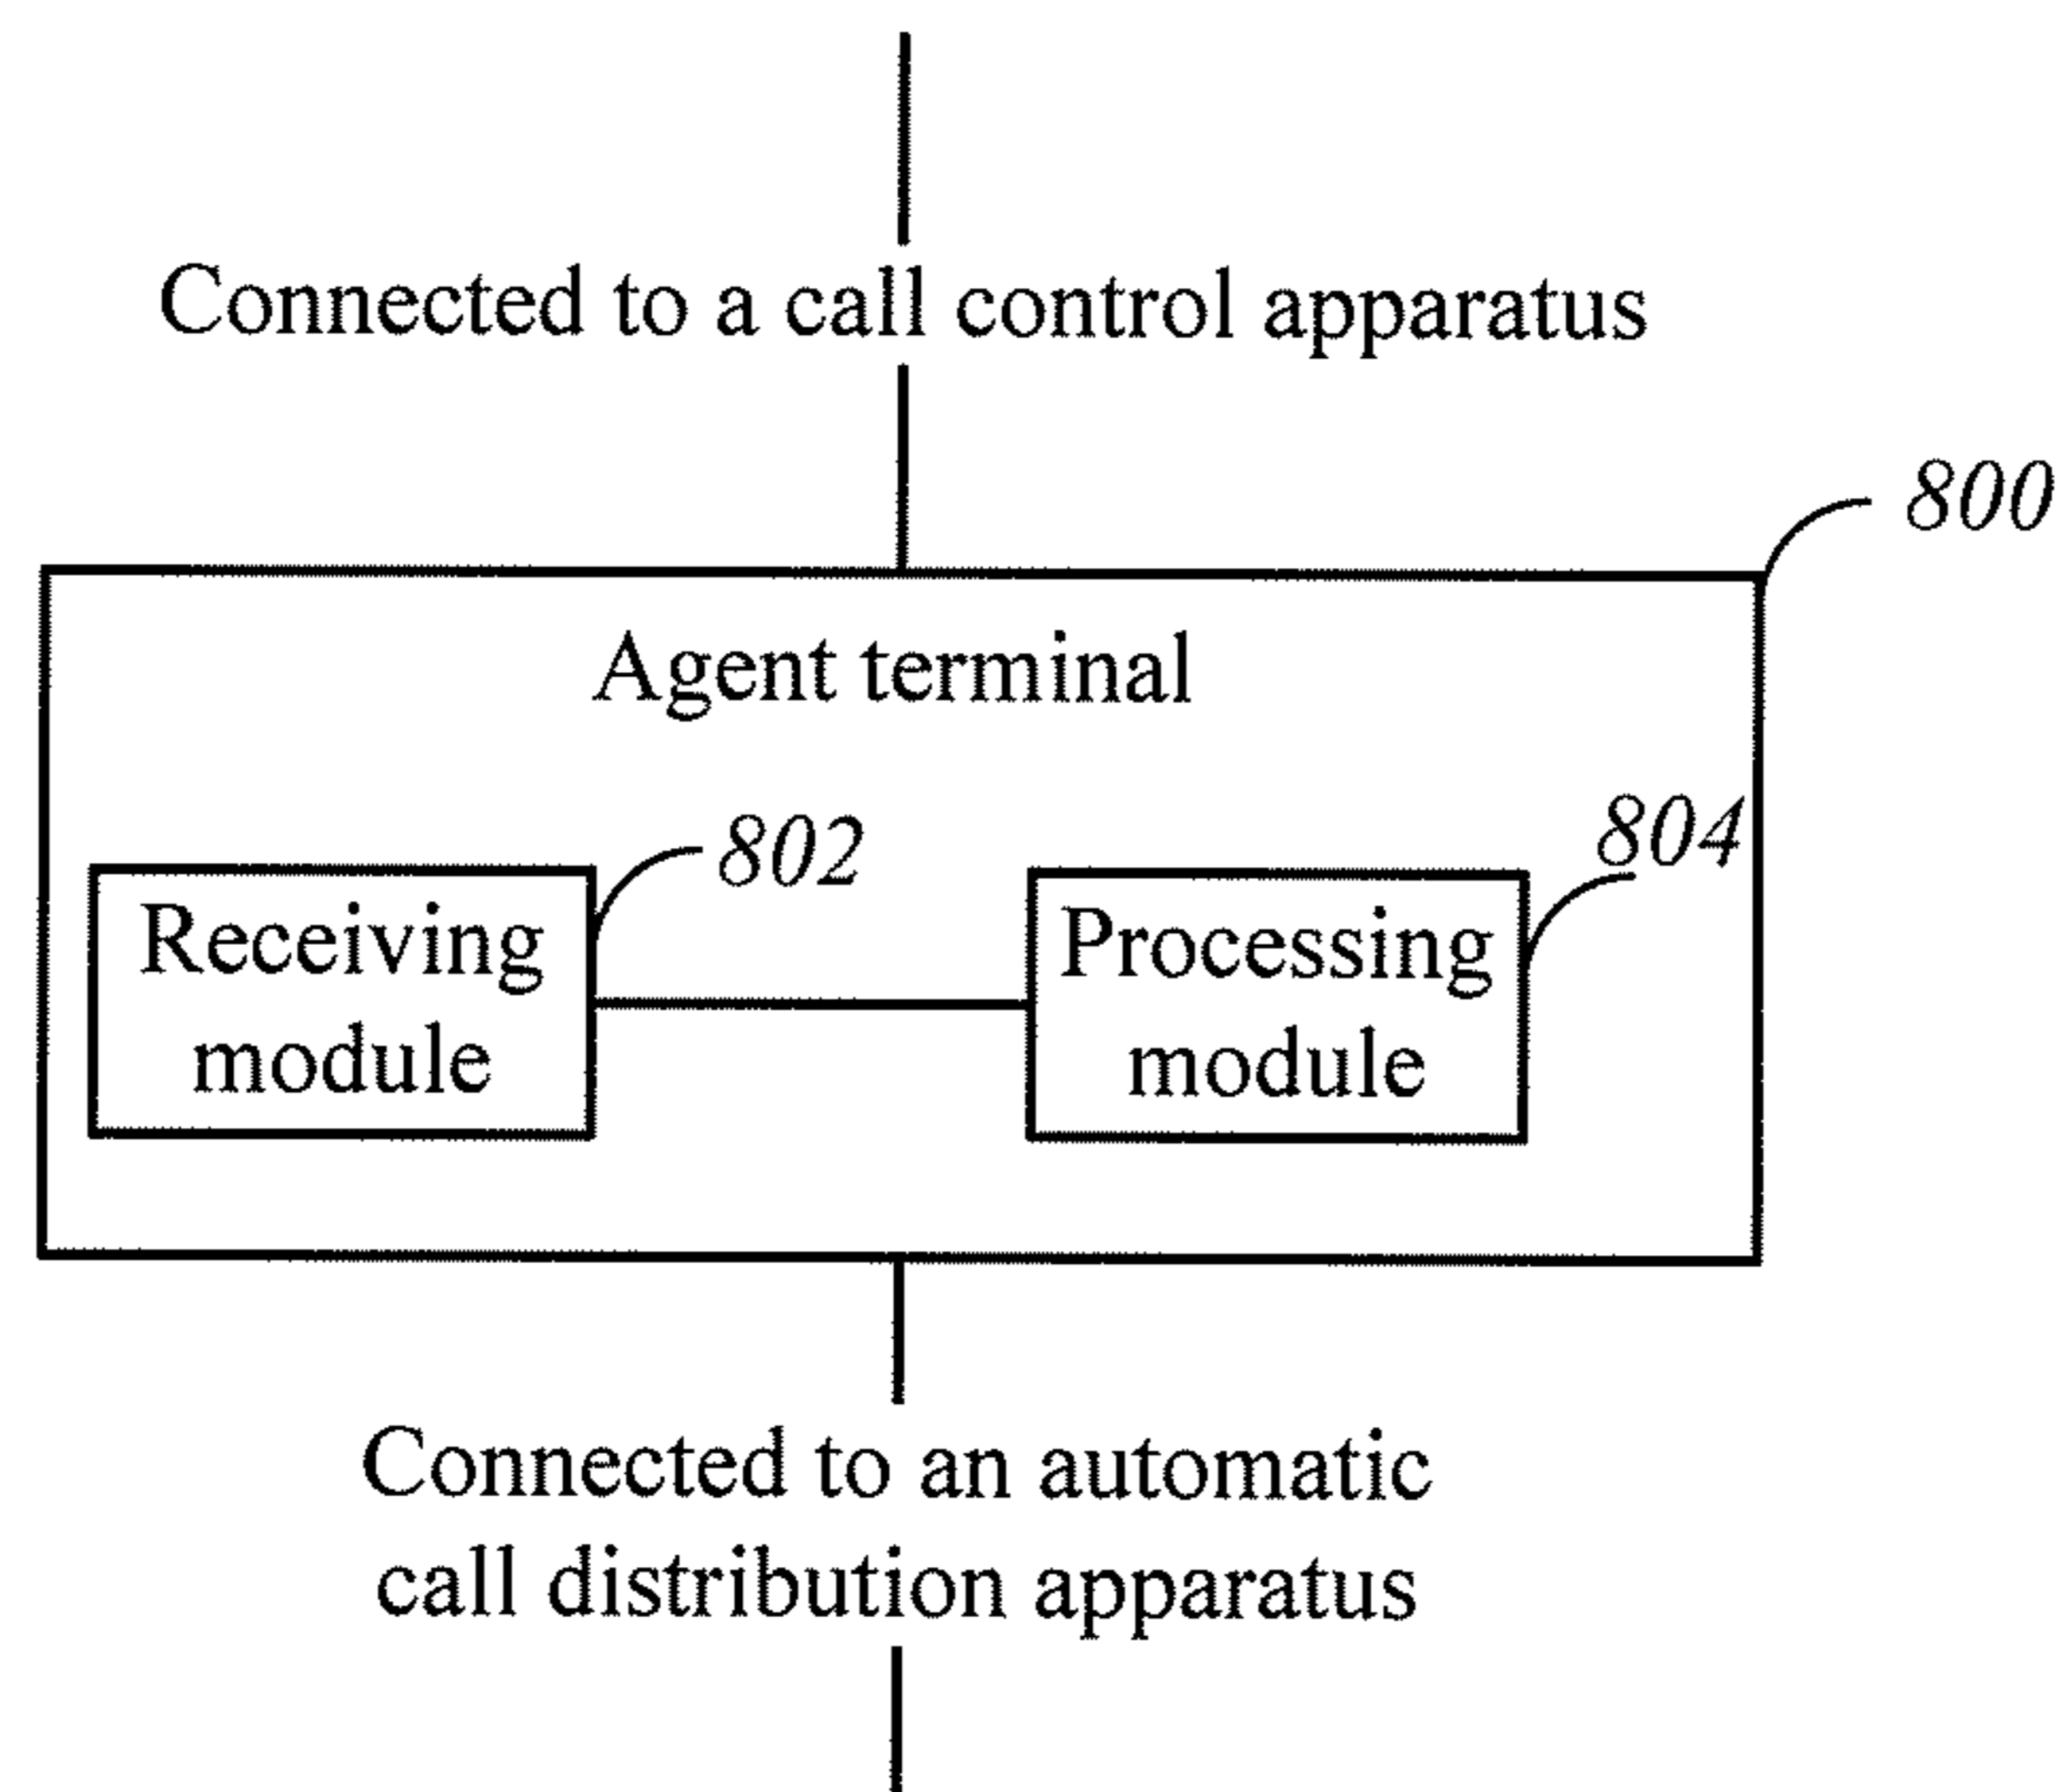 Connected to a call control apparatus
800
Agent terminal
802
804
Receiving
module
Processing
module
Connected to an automatic
call distribution apparatus